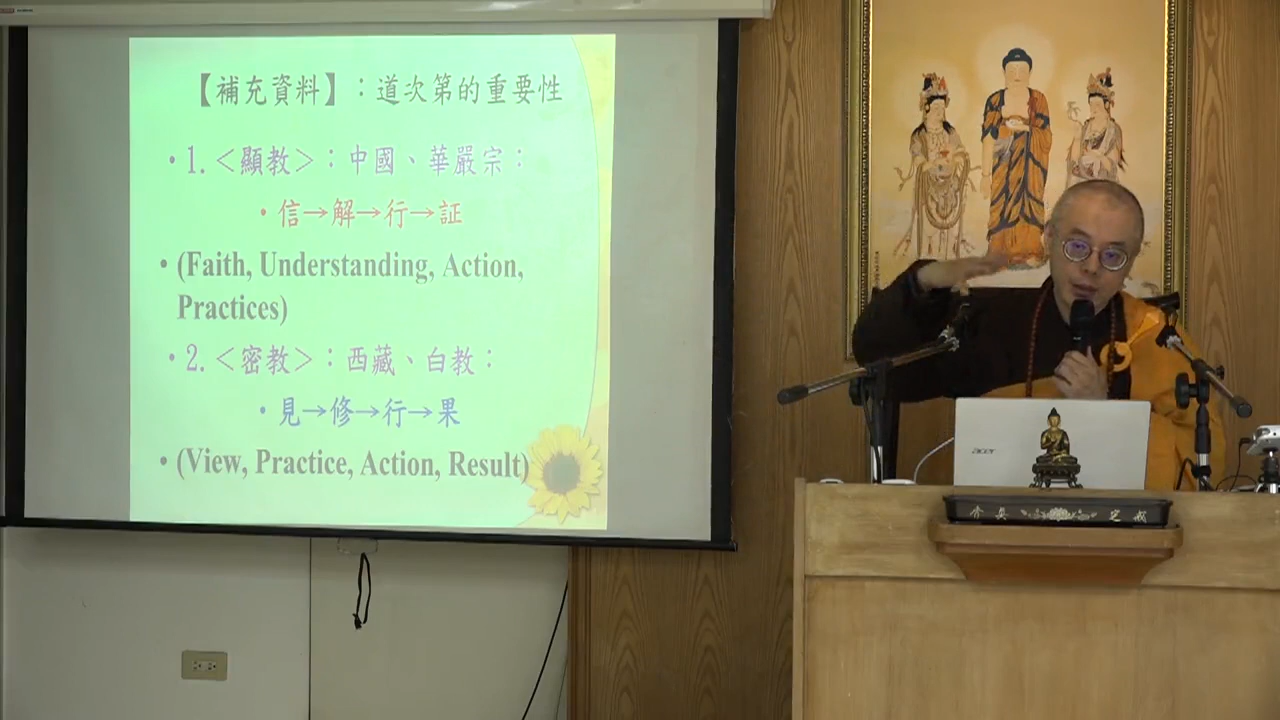 【補充資料】：道次第的重要性
• 1. ＜顯教＞：中國、華嚴宗：
• 信→解→行→証
• (Faith, Understanding, Action,
Practices)
• 2. ＜密教＞：西藏、白教：
• 見→修→行→果
• (View, Practice, Action, Result)
acer